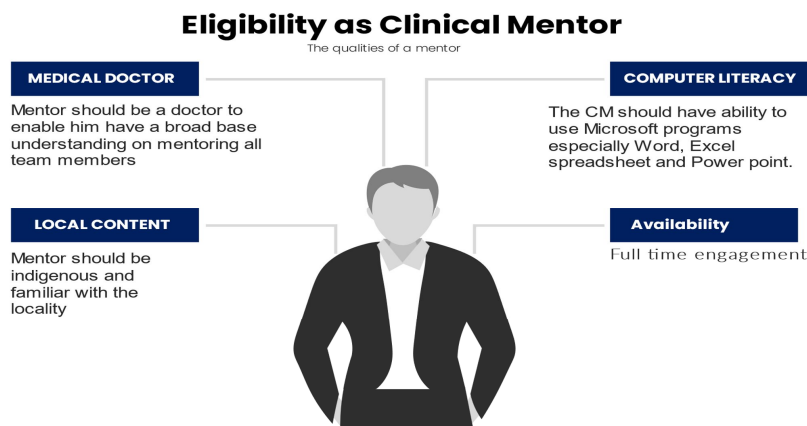 Eligibility as Clinical Mentor
The qualities of a mentor
MEDICAL DOCTOR
Mentor should be a doctor to
enable him have a broad base
understanding on mentoring all
team members
COMPUTER LITERACY
The CM should have ability to
use Microsoft programs
especially Word, Excel
spreadsheet and Power point.
LOCAL CONTENT
Mentor should be
indigenous and
familiar with the
locality
Availability
Full time engagement